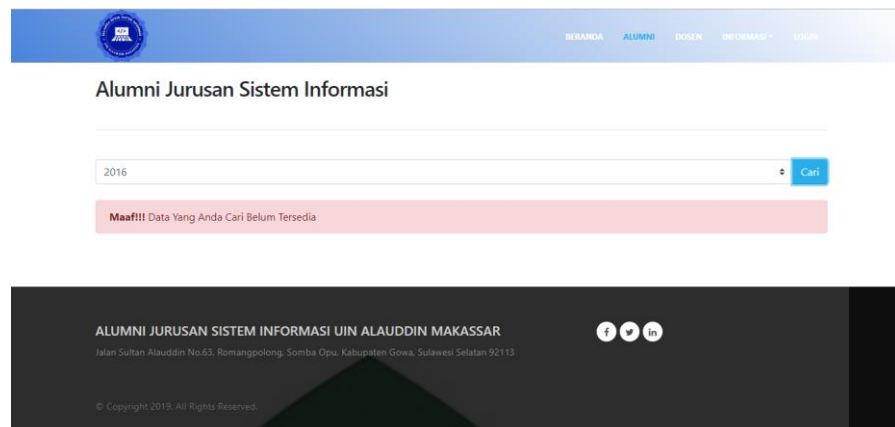 BERANDA ALUMNI DOSEN INFORMASI LOGIN
Alumni Jurusan Sistem Informasi
2016 Cari
Maaf!!! Data Yang Anda Cari Belum Tersedia
ALUMNI JURUSAN SISTEM INFORMASI UIN ALAUDDIN MAKASSAR
Jalan Sultan Alauddin No.63, Romangpolong, Somba Opu, Kabupaten Gowa, Sulawesi Selatan 92113
© Copyright 2019. All Rights Reserved.